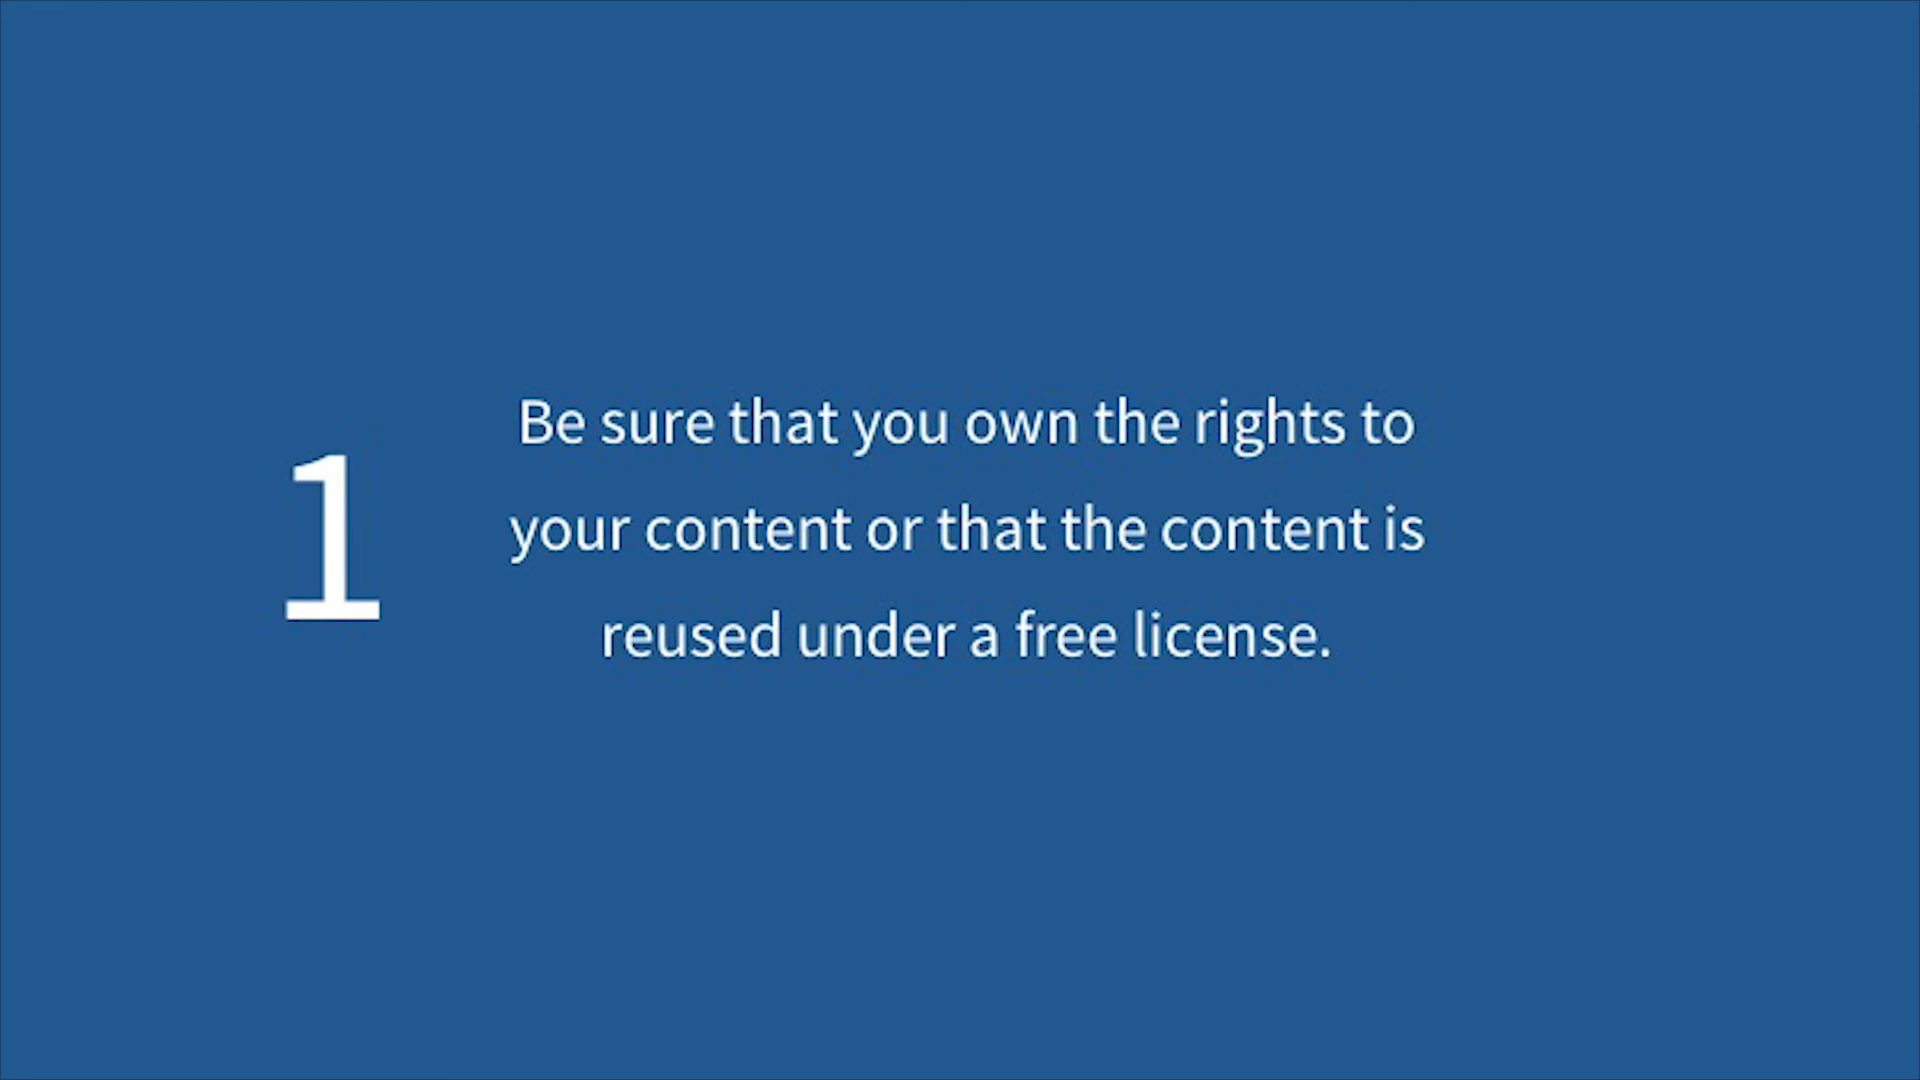 1
Be sure that you own the rights to
your content or that the content is
reused under a free license.